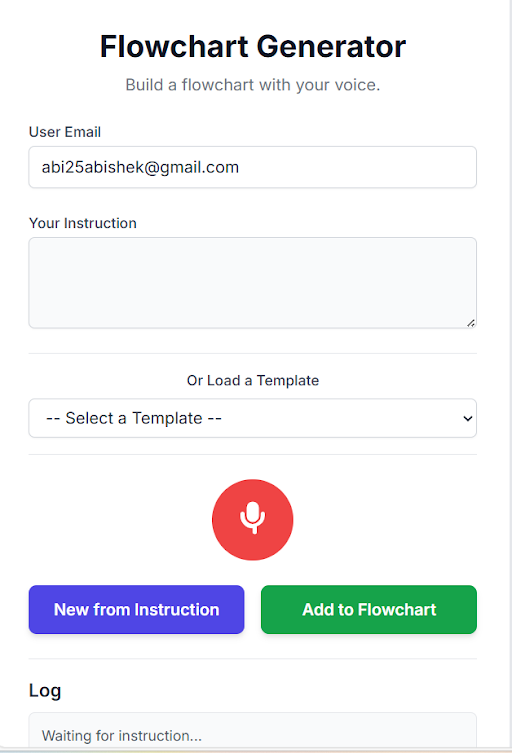 Flowchart Generator
Build a flowchart with your voice.
User Email
abi25abishek@gmail.com
Your Instruction
Or Load a Template
-- Select a Template --
New from Instruction
Add to Flowchart
Log
Waiting for instruction...